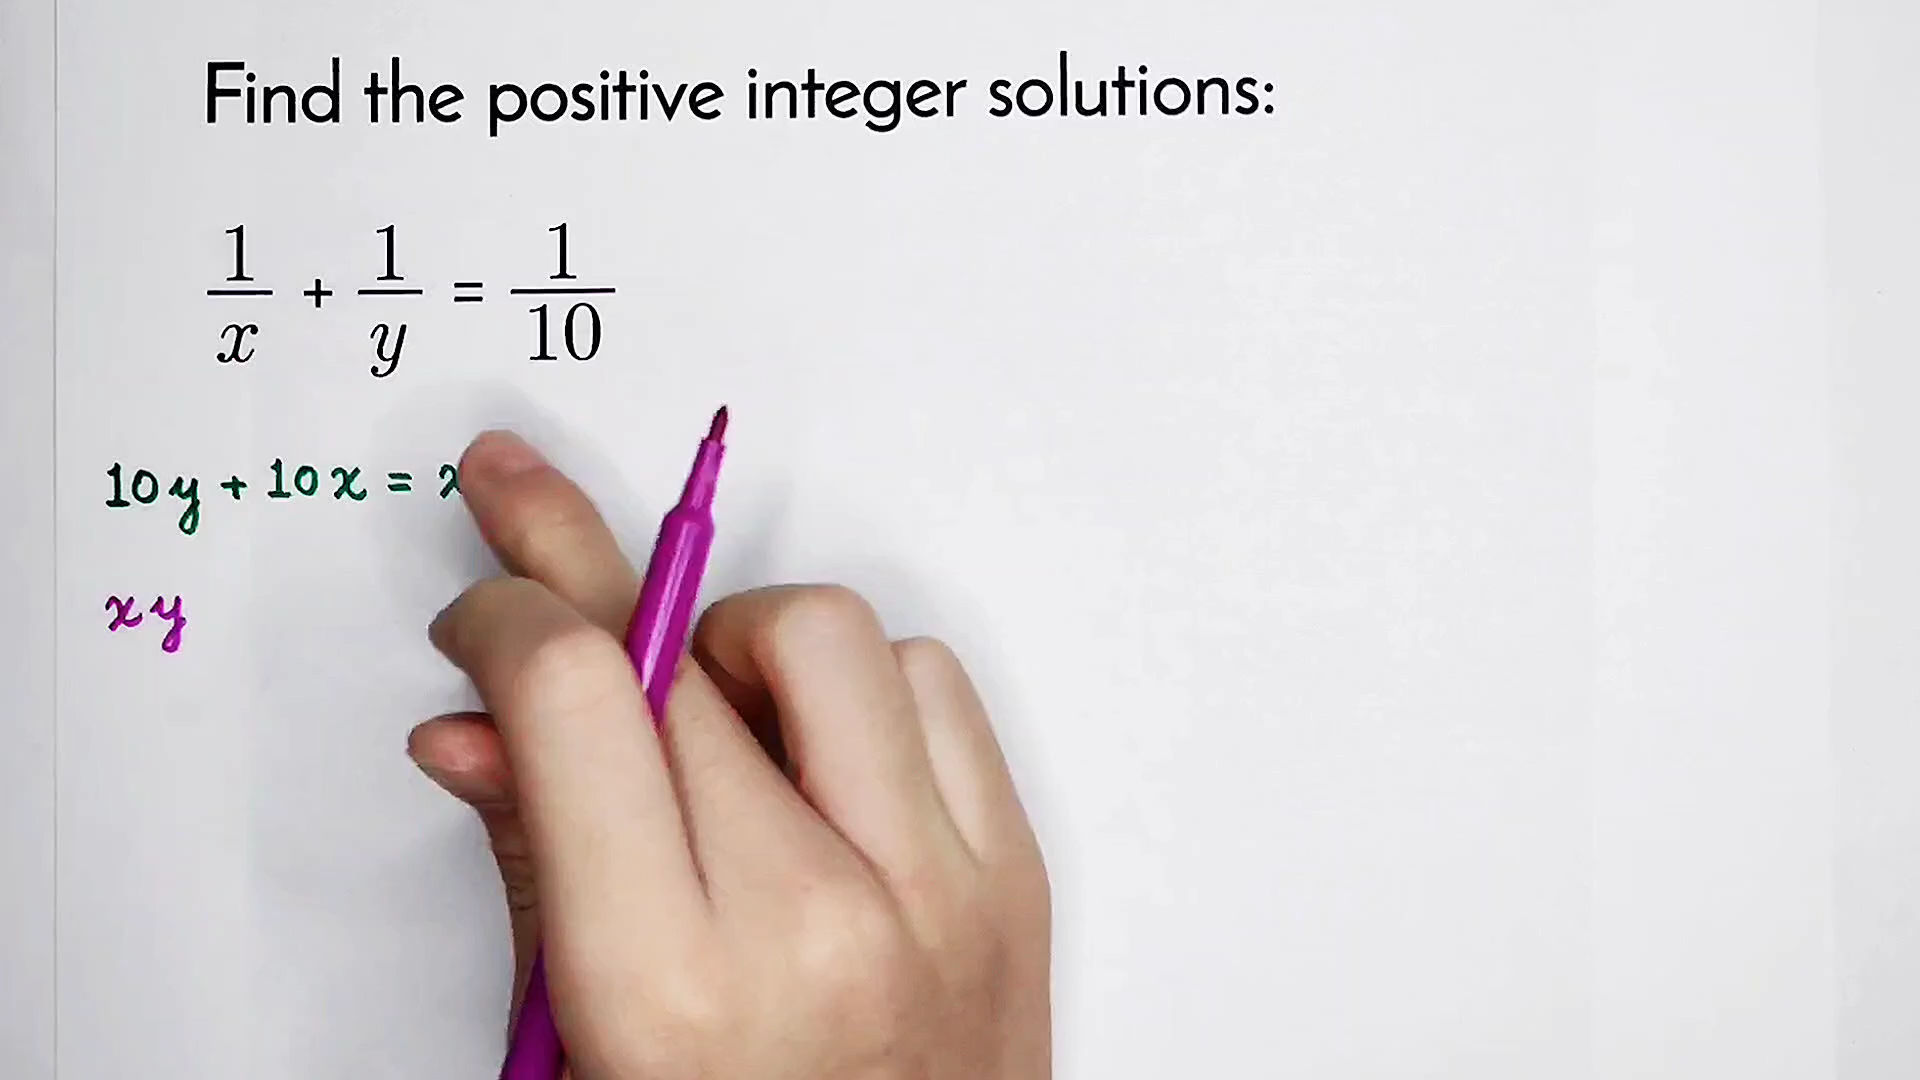 Find the positive integer solutions:
1/x + 1/y = 1/10
10y + 10x = x
xy